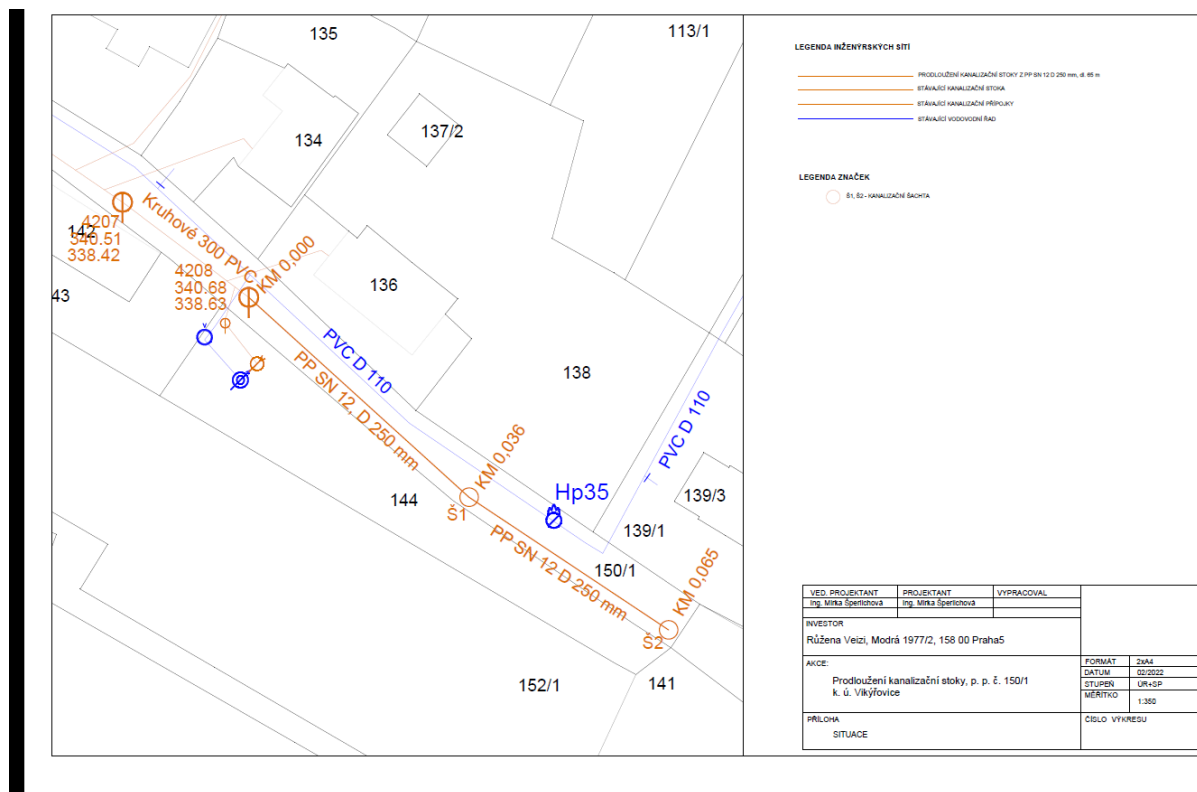 135
113/1
134
137/2
142
4207
340.51
338.42
Kruhové 300 PVC
KM 0,000
4208
340.68
338.63
43
136
PVC D 110
PP SN 12, D 250 mm
138
PVC D 110
KM 0,036
144
Š1
Hp35
139/3
139/1
PP SN 12 D 250 mm
150/1
KM 0,065
Š2
152/1
141
LEGENDA INŽENÝRSKÝCH SÍTÍ
PRODLOUŽENÍ KANALIZAČNÍ STOKY Z PP SN 12 D 250 mm, dl. 65 m
STÁVAJÍCÍ KANALIZAČNÍ STOKA
STÁVAJÍCÍ KANALIZAČNÍ PŘÍPOJKY
STÁVAJÍCÍ VODOVODNÍ ŘAD
LEGENDA ZNAČEK
Š1, Š2 - KANALIZAČNÍ ŠACHTA
VED. PROJEKTANT PROJEKTANT VYPRACOVAL
Ing. Mirka Šperlichová Ing. Mirka Šperlichová
INVESTOR
Růžena Veizi, Modrá 1977/2, 158 00 Praha5
AKCE:
Prodloužení kanalizační stoky, p. p. č. 150/1
k. ú. Vikýřovice
FORMÁT 2xA4
DATUM 02/2022
STUPEŇ ÚR+SP
MĚŘÍTKO 1:350
PŘÍLOHA
SITUACE
ČÍSLO VÝKRESU